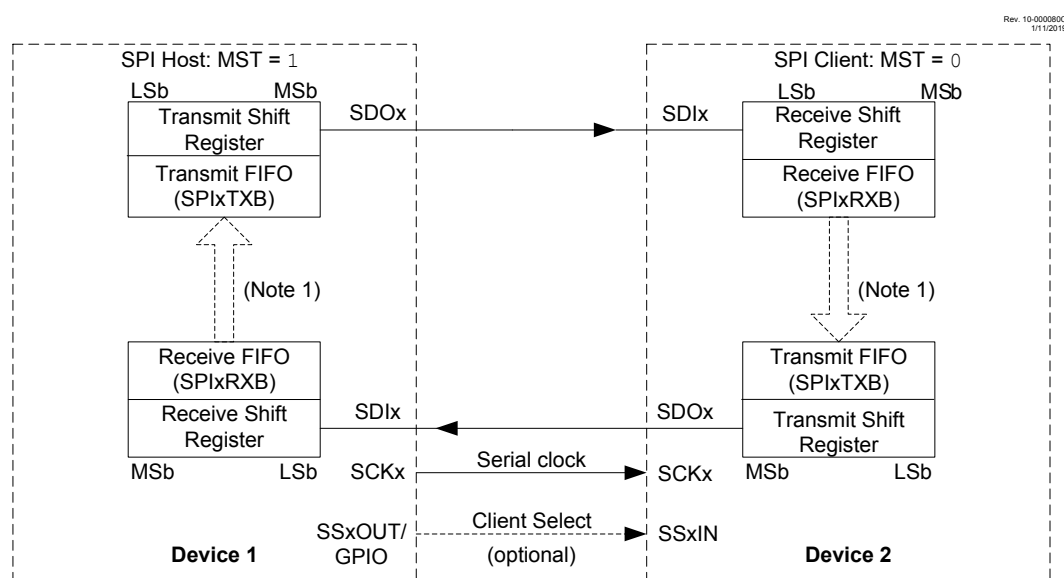 Rev. 10-000080C
1/11/2019
SPI Host: MST = 1
SPI Client: MST = 0
LSb MSb
LSb MSb
Transmit Shift
Register
SDOx
SDIx
Receive Shift
Register
Transmit FIFO
(SPIxTXB)
Receive FIFO
(SPIxRXB)
(Note 1)
(Note 1)
Receive FIFO
(SPIxRXB)
Transmit FIFO
(SPIxTXB)
Receive Shift
Register
SDIx
SDOx
Transmit Shift
Register
MSb LSb
SCKx
Serial clock
SCKx
MSb LSb
SSxOUT/
GPIO
Client Select
(optional)
SSxIN
Device 1
Device 2